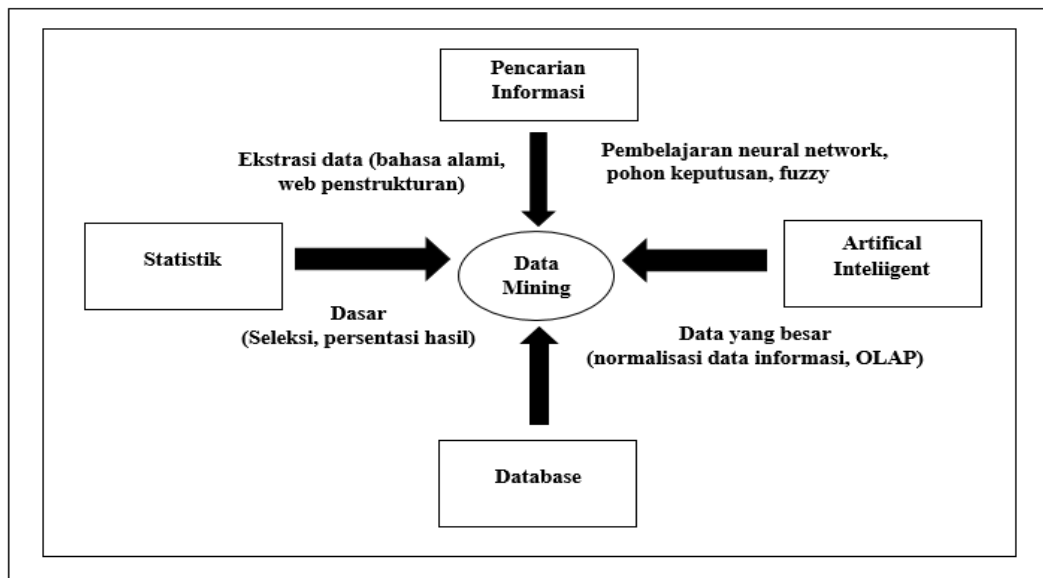 Pencarian
Informasi
Ekstrasi data (bahasa alami,
web penstrukturan)
Pembelajaran neural network,
pohon keputusan, fuzzy
Statistik
Data
Mining
Artifical
Inteliigent
Dasar
(Seleksi, persentasi hasil)
Data yang besar
(normalisasi data informasi, OLAP)
Database